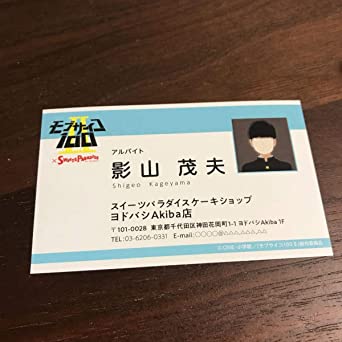 モブサイコ
100
II
× SWEETS PARADISE
アルバイト
影山 茂夫
Shigeo Kageyama
スイーツパラダイスケーキショップ
ヨドバシAkiba店
〒101-0028 東京都千代田区神田花岡町1-1 ヨドバシAkiba 1F
TEL:03-6206-0331 E-mail:〇〇〇〇@△△△△△.△△
©ONE・小学館/「モブサイコ100 II」製作委員会